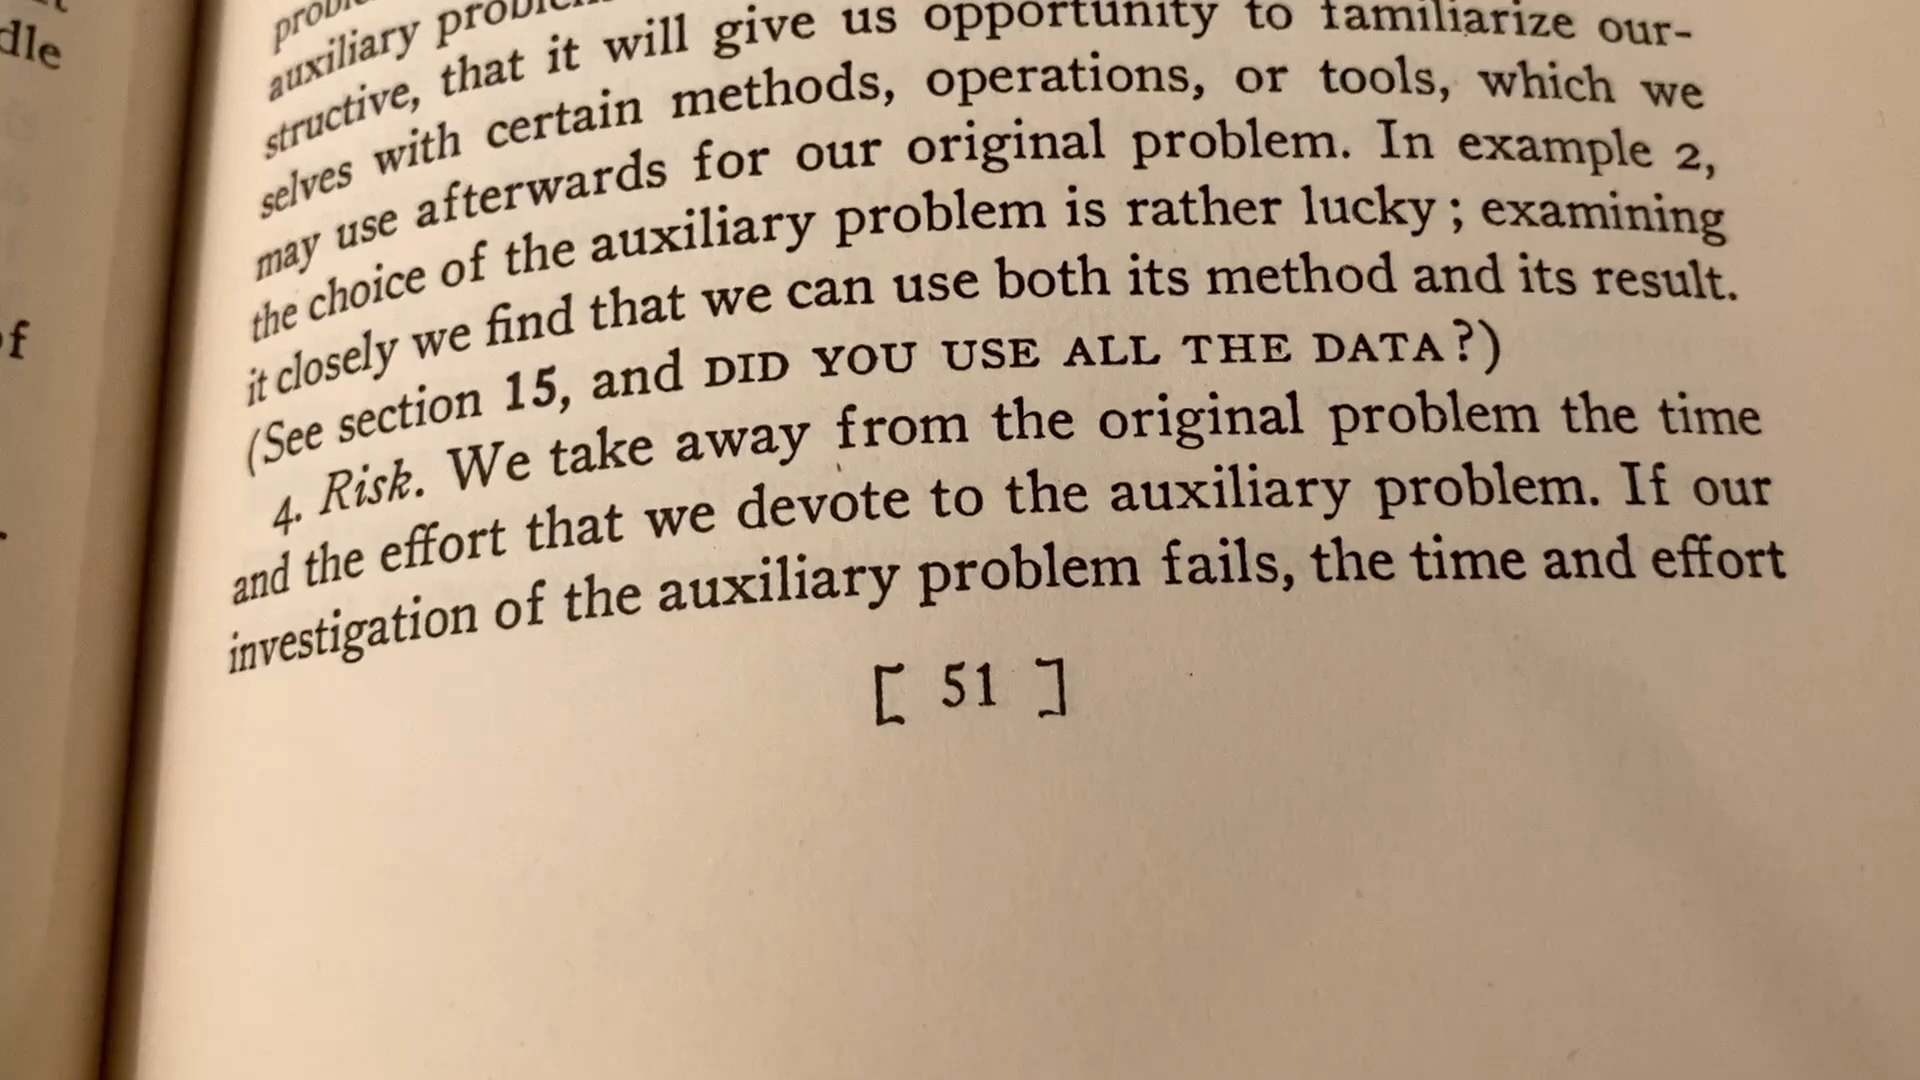 dle
of
auxiliary
structive, that it will give us opportunity to familiarize our-
selves with certain methods, operations, or tools, which we
may use afterwards for our original problem. In example 2,
the choice of the auxiliary problem is rather lucky; examining
it closely we find that we can use both its method and its result.
(See section 15, and DID YOU USE ALL THE DATA?)
4. Risk. We take away from the original problem the time
and the effort that we devote to the auxiliary problem. If our
investigation of the auxiliary problem fails, the time and effort
[ 51 ]